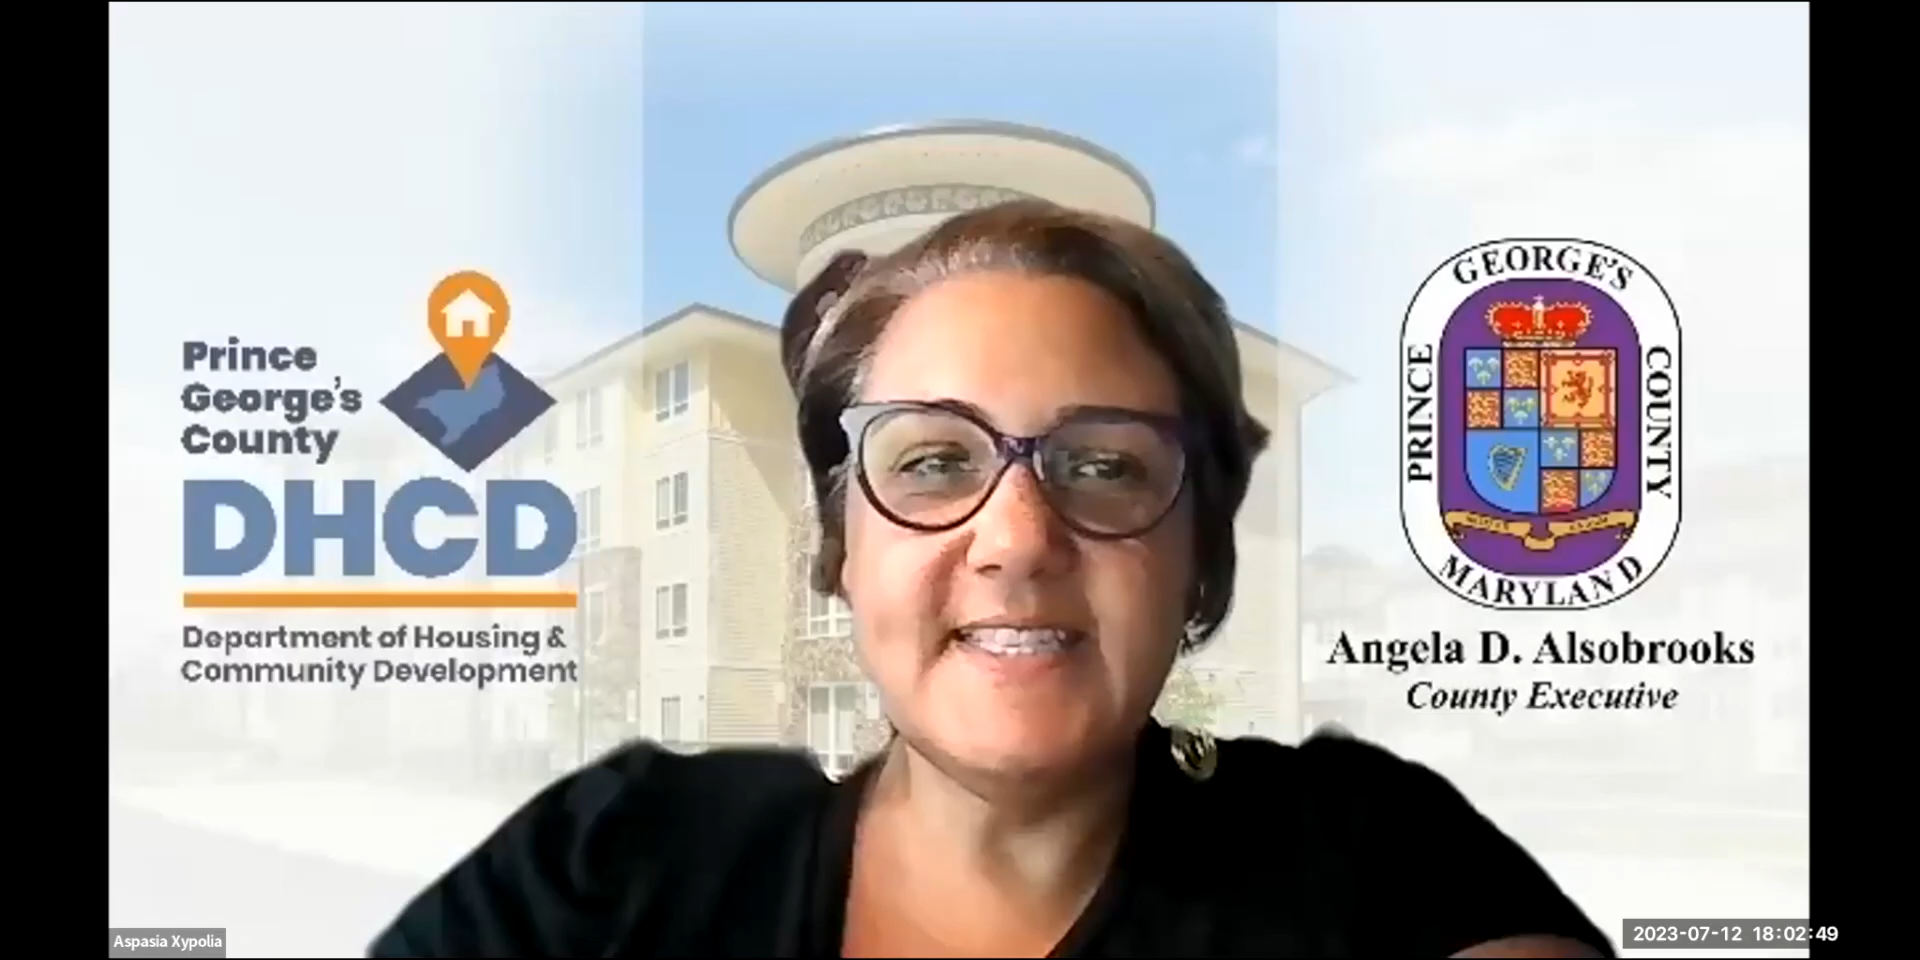 Prince
George's
County
DHCD
Department of Housing &
Community Development
PRINCE GEORGE'S COUNTY
MARYLAND
Angela D. Alsobrooks
County Executive
Aspasia Xypolia
2023-07-12 18:02:49